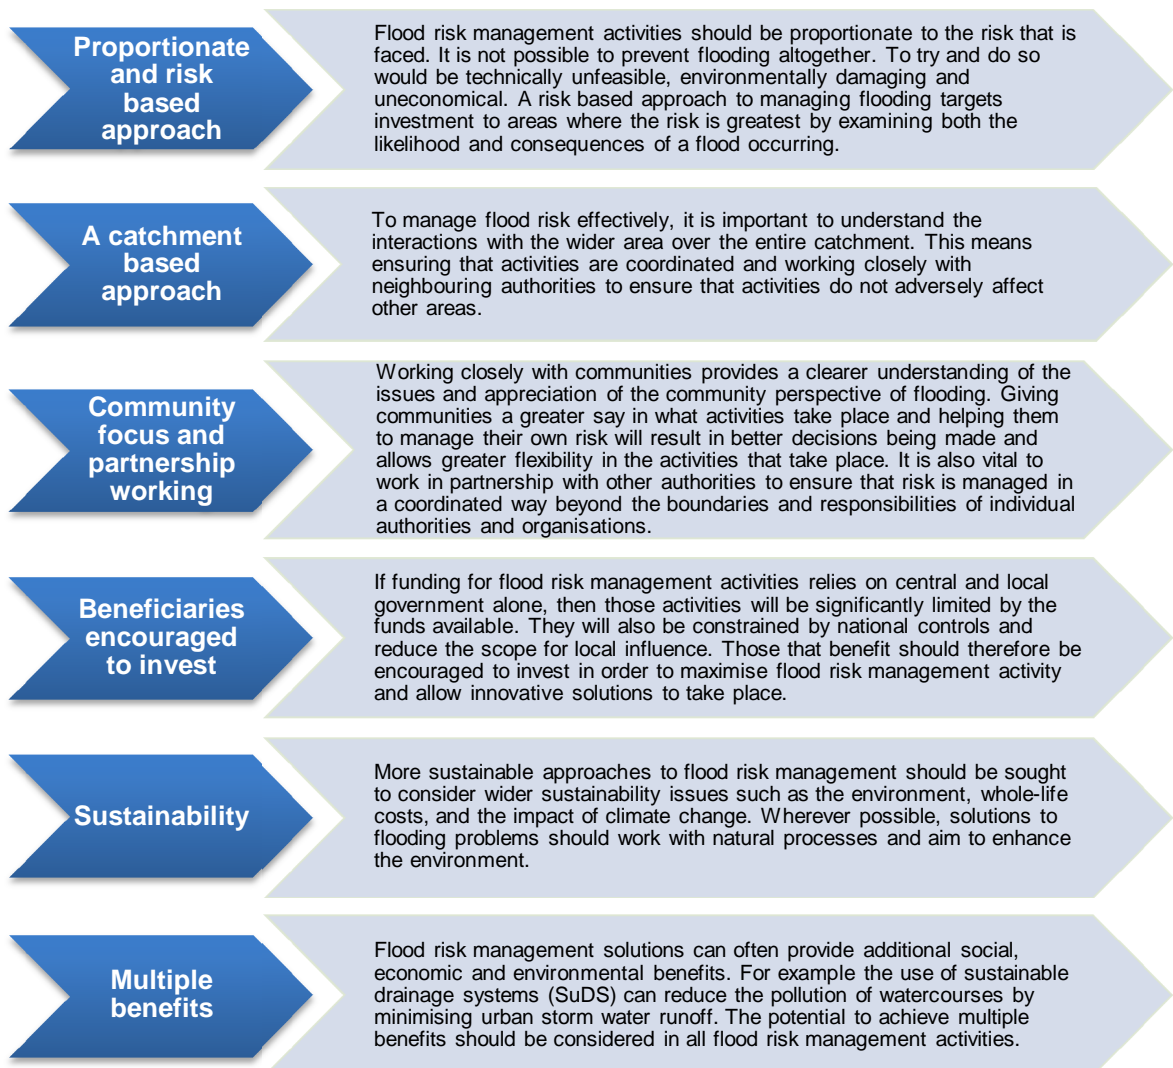 Proportionate
and risk
based
approach
Flood risk management activities should be proportionate to the risk that is
faced. It is not possible to prevent flooding altogether. To try and do so
would be technically unfeasible, environmentally damaging and
uneconomical. A risk based approach to managing flooding targets
investment to areas where the risk is greatest by examining both the
likelihood and consequences of a flood occurring.
A catchment
based
approach
To manage flood risk effectively, it is important to understand the
interactions with the wider area over the entire catchment. This means
ensuring that activities are coordinated and working closely with
neighbouring authorities to ensure that activities do not adversely affect
other areas.
Community
focus and
partnership
working
Working closely with communities provides a clearer understanding of the
issues and appreciation of the community perspective of flooding. Giving
communities a greater say in what activities take place and helping them
to manage their own risk will result in better decisions being made and
allows greater flexibility in the activities that take place. It is also vital to
work in partnership with other authorities to ensure that risk is managed in
a coordinated way beyond the boundaries and responsibilities of individual
authorities and organisations.
Beneficiaries
encouraged
to invest
If funding for flood risk management activities relies on central and local
government alone, then those activities will be significantly limited by the
funds available. They will also be constrained by national controls and
reduce the scope for local influence. Those that benefit should therefore be
encouraged to invest in order to maximise flood risk management activity
and allow innovative solutions to take place.
Sustainability
More sustainable approaches to flood risk management should be sought
to consider wider sustainability issues such as the environment, whole-life
costs, and the impact of climate change. Wherever possible, solutions to
flooding problems should work with natural processes and aim to enhance
the environment.
Multiple
benefits
Flood risk management solutions can often provide additional social,
economic and environmental benefits. For example the use of sustainable
drainage systems (SuDS) can reduce the pollution of watercourses by
minimising urban storm water runoff. The potential to achieve multiple
benefits should be considered in all flood risk management activities.